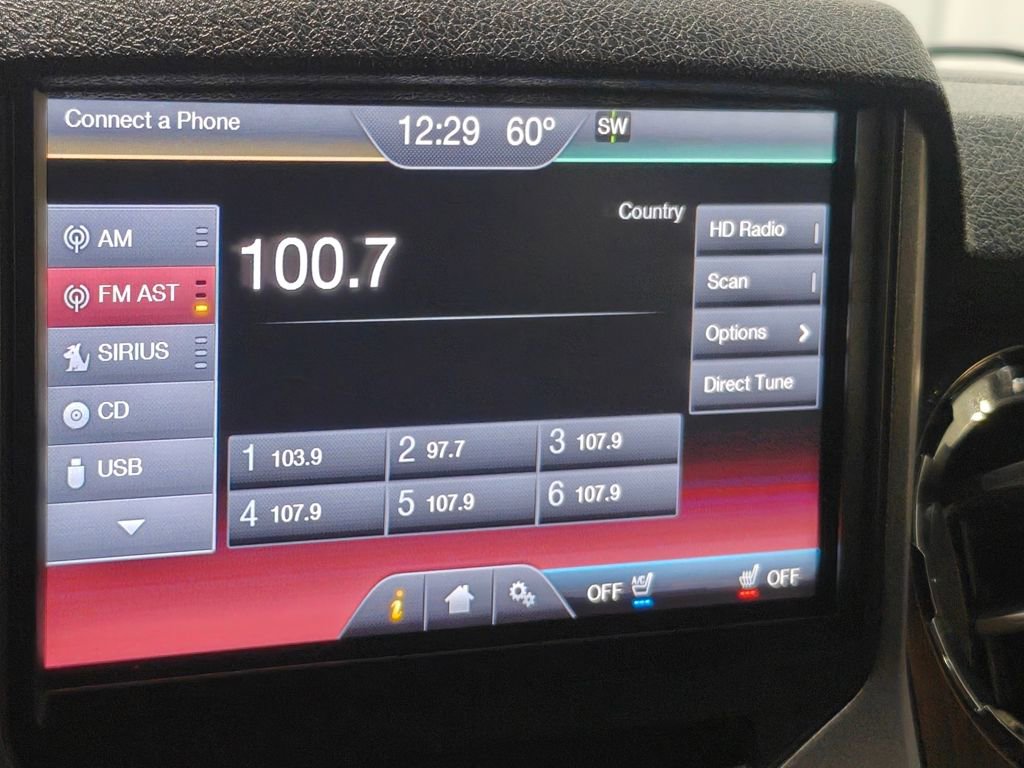 Connect a Phone
12:29 60° SW
AM
FM AST
SIRIUS
CD
USB
100.7
Country
HD Radio
Scan
Options
Direct Tune
1 103.9
2 97.7
3 107.9
4 107.9
5 107.9
6 107.9
i
OFF A/C
OFF